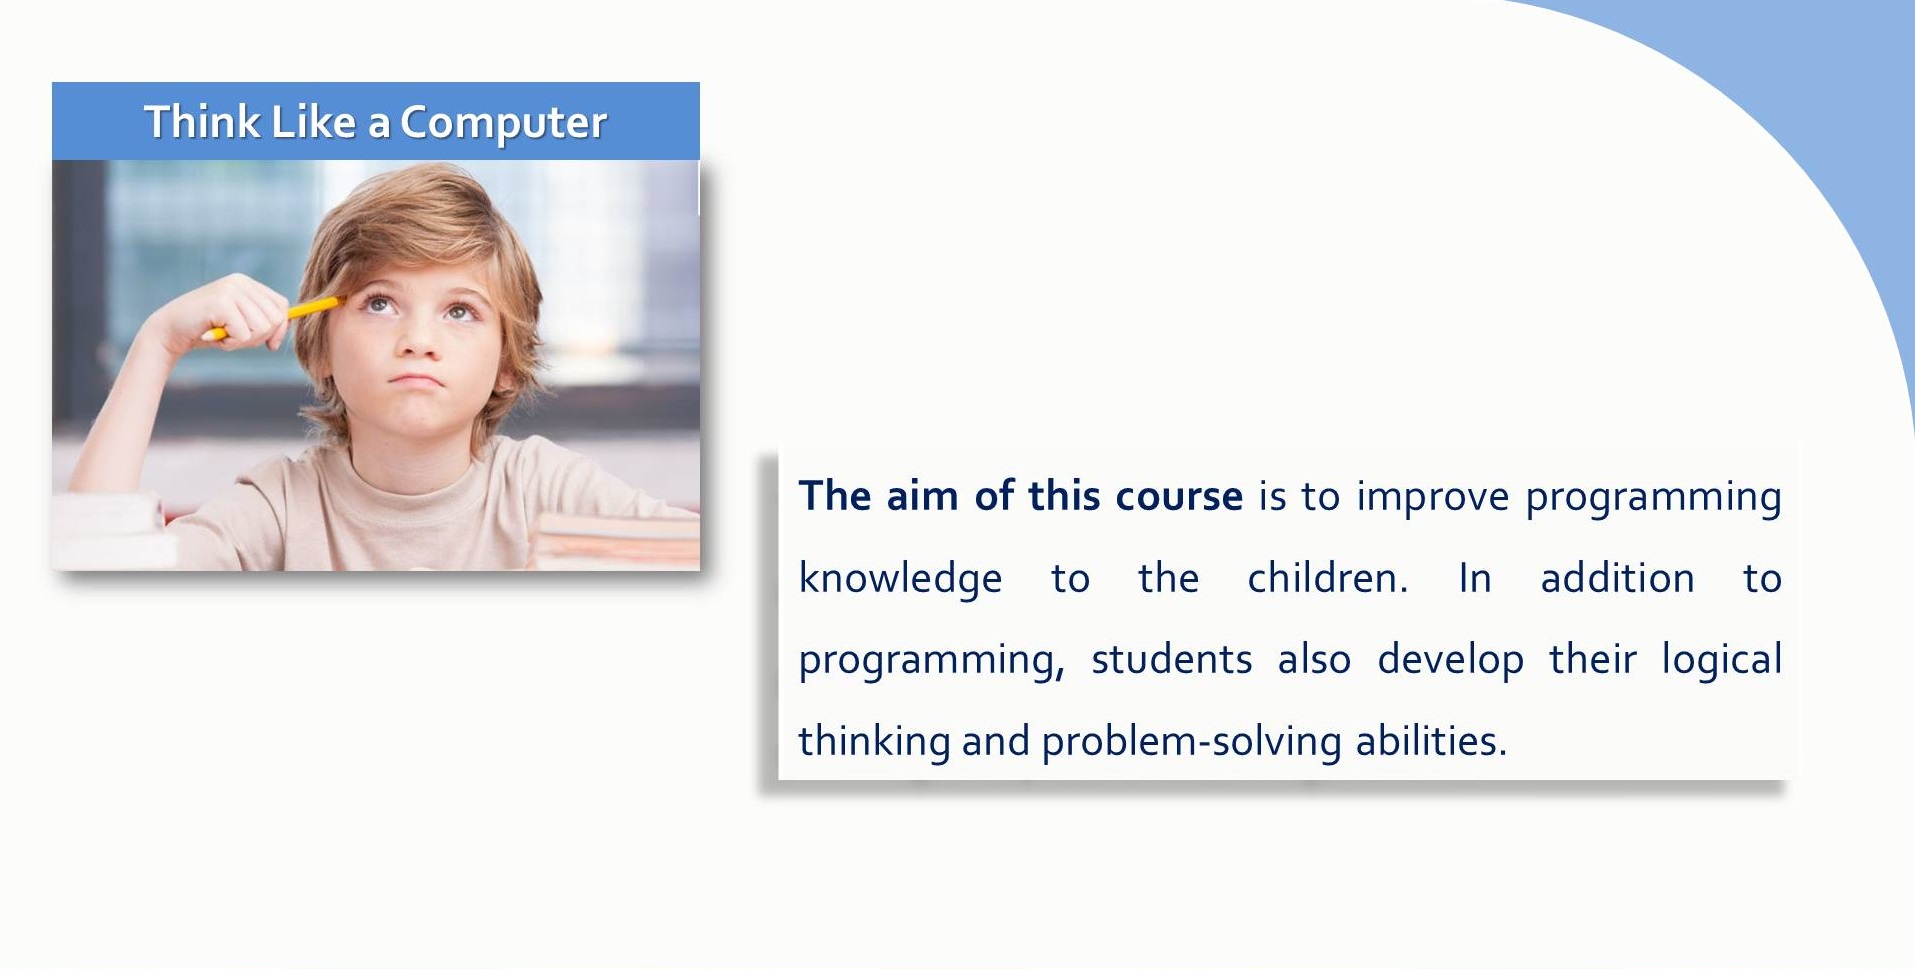 Think Like a Computer
The aim of this course is to improve programming
knowledge to the children. In addition to
programming, students also develop their logical
thinking and problem-solving abilities.